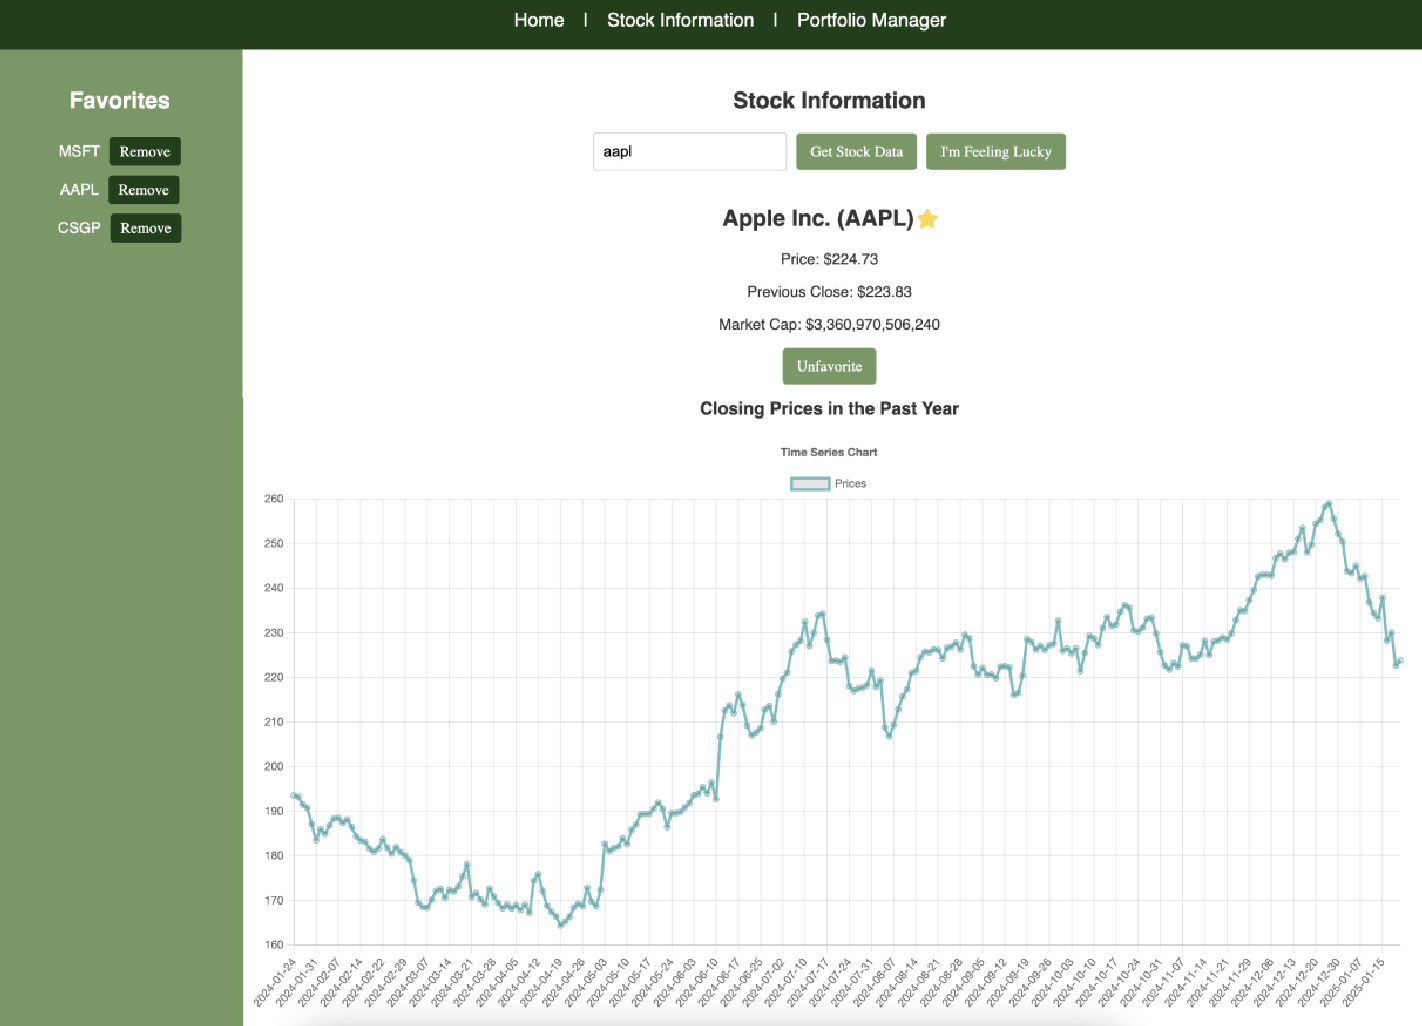 Home | Stock Information | Portfolio Manager
Favorites
MSFT Remove
AAPL Remove
CSGP Remove
Stock Information
aapl Get Stock Data I'm Feeling Lucky
Apple Inc. (AAPL)⭐
Price: $224.73
Previous Close: $223.83
Market Cap: $3,360,970,506,240
Unfavorite
Closing Prices in the Past Year
Time Series Chart
Prices
260
250
240
230
220
210
200
190
180
170
160
2024-01-24 2024-01-31 2024-02-07 2024-02-14 2024-02-22 2024-02-29 2024-03-07 2024-03-14 2024-03-21 2024-03-28 2024-04-05 2024-04-12 2024-04-19 2024-04-26 2024-05-03 2024-05-10 2024-05-17 2024-05-24 2024-06-03 2024-06-10 2024-06-17 2024-06-25 2024-07-02 2024-07-10 2024-07-17 2024-07-24 2024-07-31 2024-08-07 2024-08-14 2024-08-21 2024-08-28 2024-09-05 2024-09-12 2024-09-19 2024-09-26 2024-10-03 2024-10-10 2024-10-17 2024-10-24 2024-10-31 2024-11-07 2024-11-14 2024-11-21 2024-11-29 2024-12-06 2024-12-13 2024-12-20 2024-12-30 2025-01-07 2025-01-15